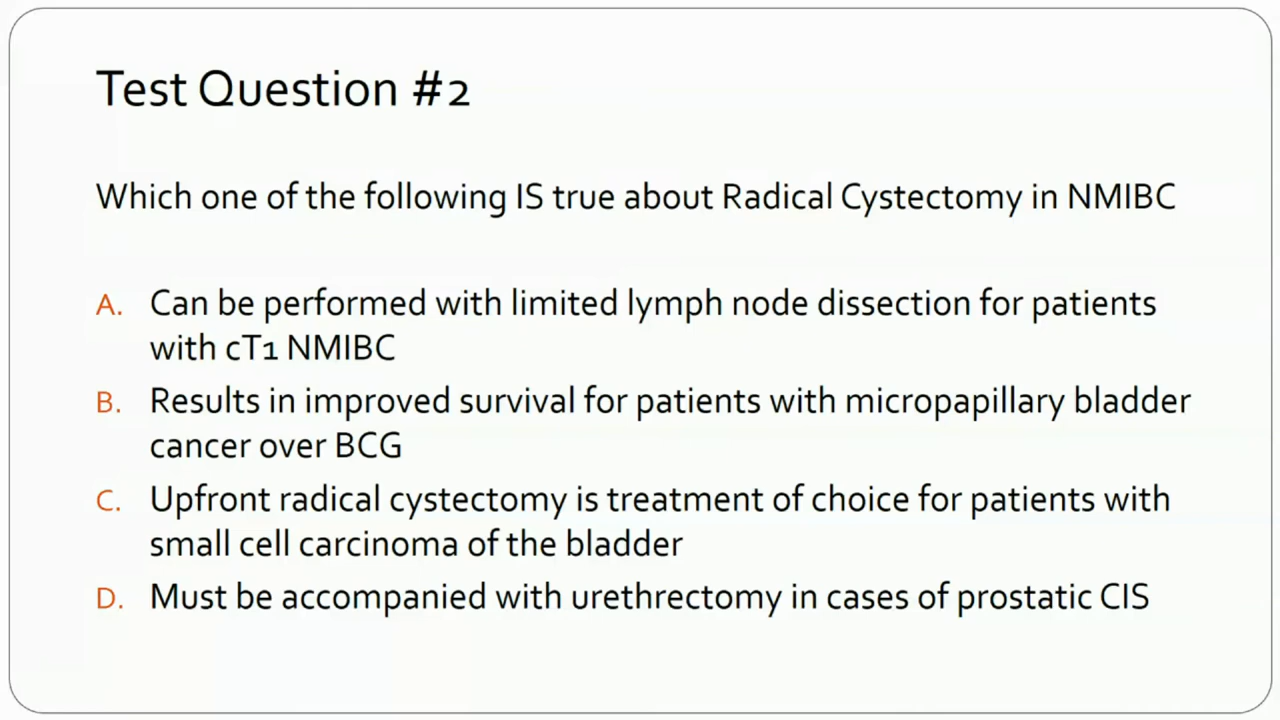 Test Question #2
Which one of the following IS true about Radical Cystectomy in NMIBC
A. Can be performed with limited lymph node dissection for patients
with cT1 NMIBC
B. Results in improved survival for patients with micropapillary bladder
cancer over BCG
C. Upfront radical cystectomy is treatment of choice for patients with
small cell carcinoma of the bladder
D. Must be accompanied with urethrectomy in cases of prostatic CIS